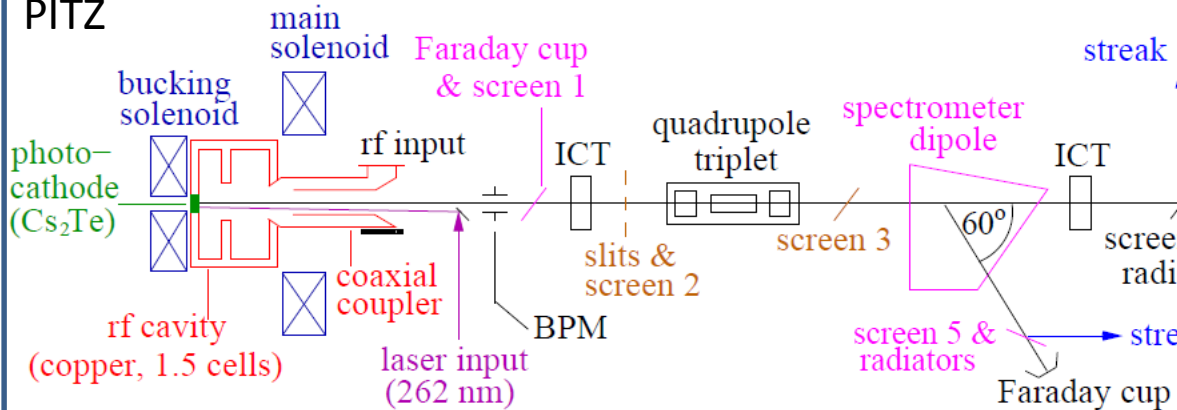 PITZ
main
solenoid
Faraday cup
& screen 1
streak
bucking
solenoid
spectrometer
dipole
quadrupole
triplet
rf input
ICT
ICT
photo−
cathode
(Cs₂Te)
60º
screen 3
slits &
screen 2
coaxial
coupler
BPM
rf cavity
(copper, 1.5 cells)
laser input
(262 nm)
screen 5 &
radiators
Faraday cup